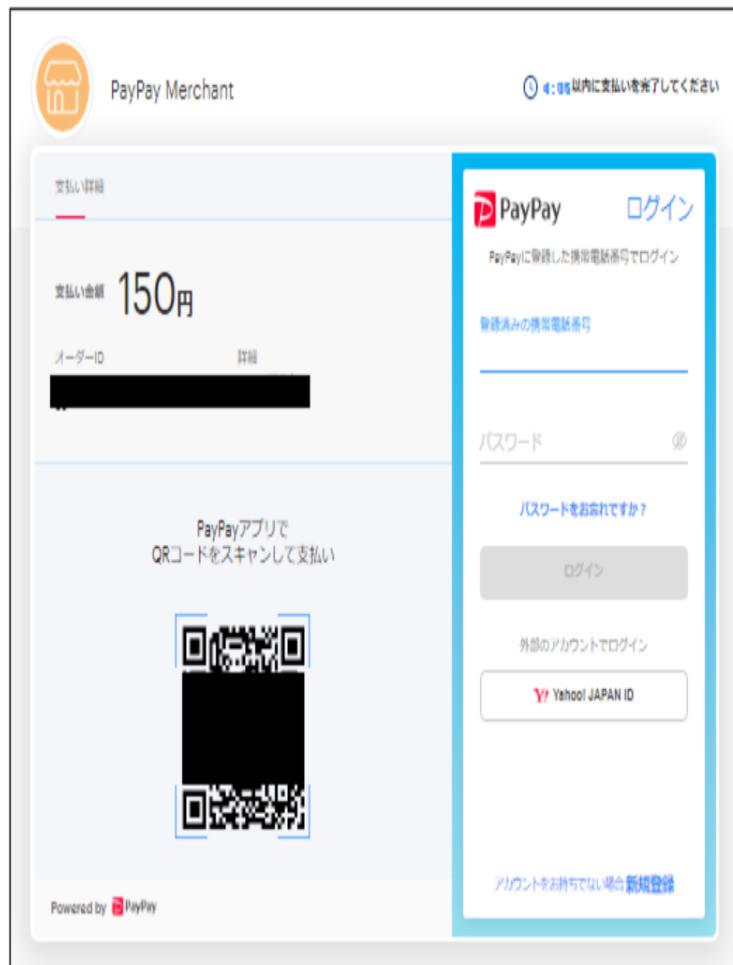 PayPay Merchant
4:05以内に支払いを完了してください
支払い詳細
支払い金額 150円
オーダーID 詳細
PayPayアプリで
QRコードをスキャンして支払い
Powered by PayPay
PayPay ログイン
PayPayに登録した携帯電話番号でログイン
登録済みの携帯電話番号
パスワード
パスワードをお忘れですか？
ログイン
外部のアカウントでログイン
Yahoo! JAPAN ID
アカウントをお持ちでない場合 新規登録